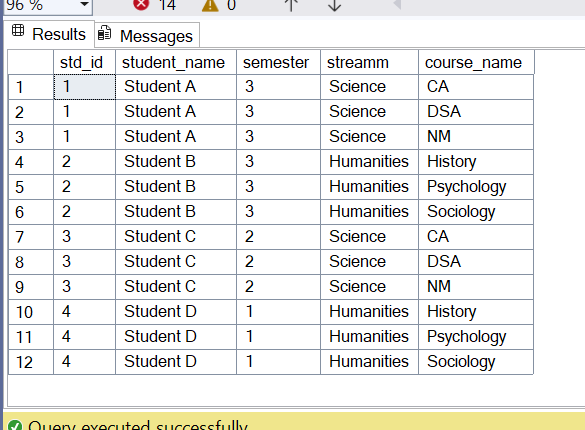 96 % 14 0
Results Messages
std_id student_name semester streamm course_name
1 1 Student A 3 Science CA
2 1 Student A 3 Science DSA
3 1 Student A 3 Science NM
4 2 Student B 3 Humanities History
5 2 Student B 3 Humanities Psychology
6 2 Student B 3 Humanities Sociology
7 3 Student C 2 Science CA
8 3 Student C 2 Science DSA
9 3 Student C 2 Science NM
10 4 Student D 1 Humanities History
11 4 Student D 1 Humanities Psychology
12 4 Student D 1 Humanities Sociology
Query executed successfully